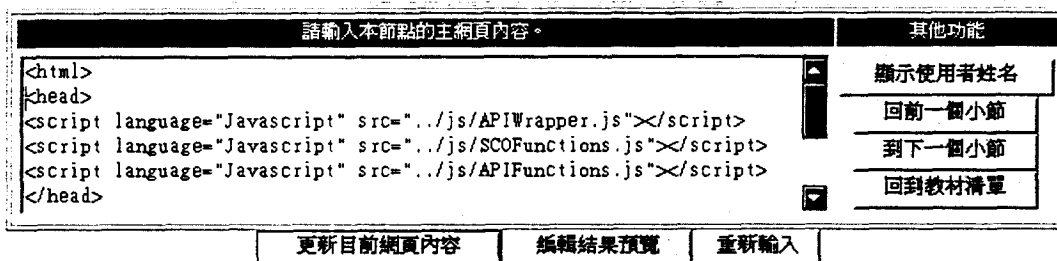 請輸入本節點的主網頁內容。
其他功能
<html>
<head>
<script language="Javascript" src="../js/APIWrapper.js"></script>
<script language="Javascript" src="../js/SCOFunctions.js"></script>
<script language="Javascript" src="../js/APIFunctions.js"></script>
</head>
顯示使用者姓名
回前一個小節
到下一個小節
回到教材清單
更新目前網頁內容
編輯結果預覽
重新輸入